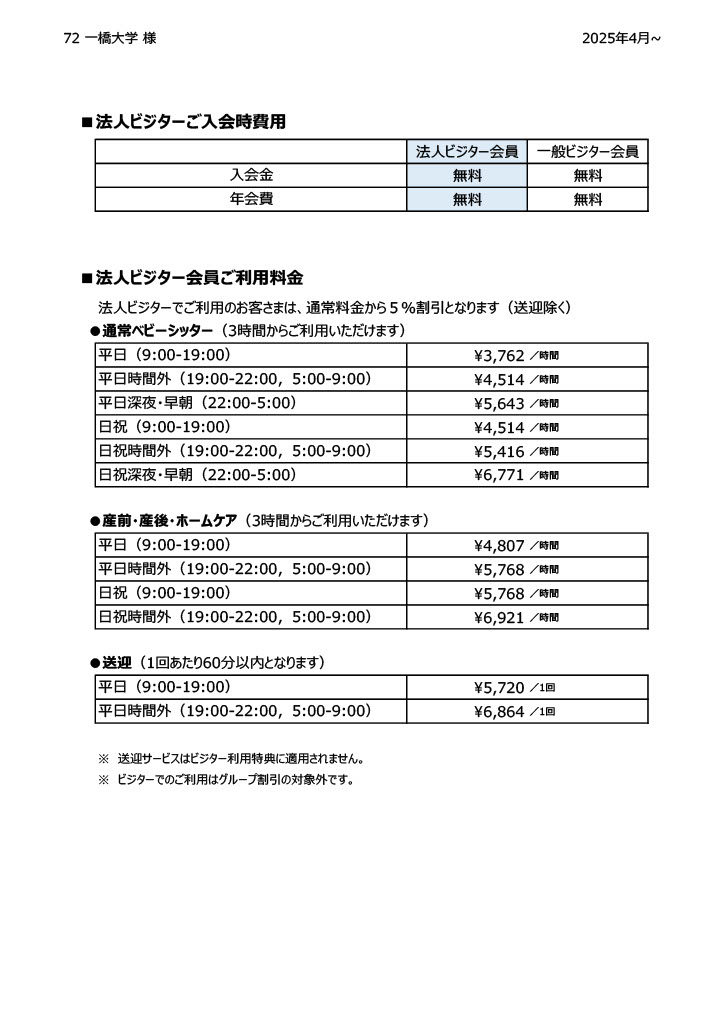 72 一橋大学 様 2025年4月~
■法人ビジターご入会時費用
法人ビジター会員 一般ビジター会員
入会金 無料 無料
年会費 無料 無料
■法人ビジター会員ご利用料金
法人ビジターでご利用のお客さまは、通常料金から５%割引となります（送迎除く）
●通常ベビーシッター（3時間からご利用いただけます）
平日（9:00-19:00） ¥3,762 ／時間
平日時間外（19:00-22:00，5:00-9:00） ¥4,514 ／時間
平日深夜・早朝（22:00-5:00） ¥5,643 ／時間
日祝（9:00-19:00） ¥4,514 ／時間
日祝時間外（19:00-22:00，5:00-9:00） ¥5,416 ／時間
日祝深夜・早朝（22:00-5:00） ¥6,771 ／時間
●産前・産後・ホームケア（3時間からご利用いただけます）
平日（9:00-19:00） ¥4,807 ／時間
平日時間外（19:00-22:00，5:00-9:00） ¥5,768 ／時間
日祝（9:00-19:00） ¥5,768 ／時間
日祝時間外（19:00-22:00，5:00-9:00） ¥6,921 ／時間
●送迎（1回あたり60分以内となります）
平日（9:00-19:00） ¥5,720 ／1回
平日時間外（19:00-22:00，5:00-9:00） ¥6,864 ／1回
※ 送迎サービスはビジター利用特典に適用されません。
※ ビジターでのご利用はグループ割引の対象外です。